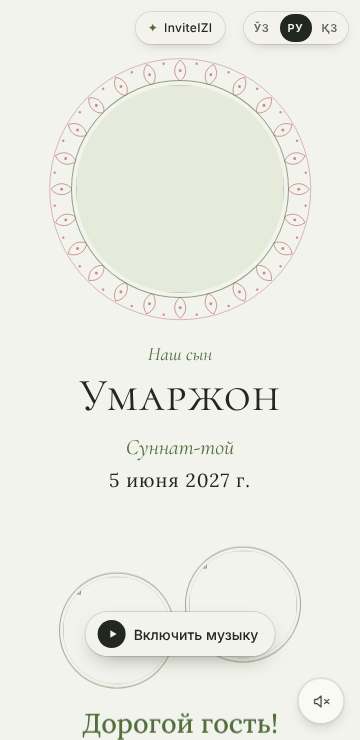 InviteIZI
ЎЗ РУ ҚЗ
Наш сын
Умаржон
Суннат-той
5 июня 2027 г.
Включить музыку
Дорогой гость!